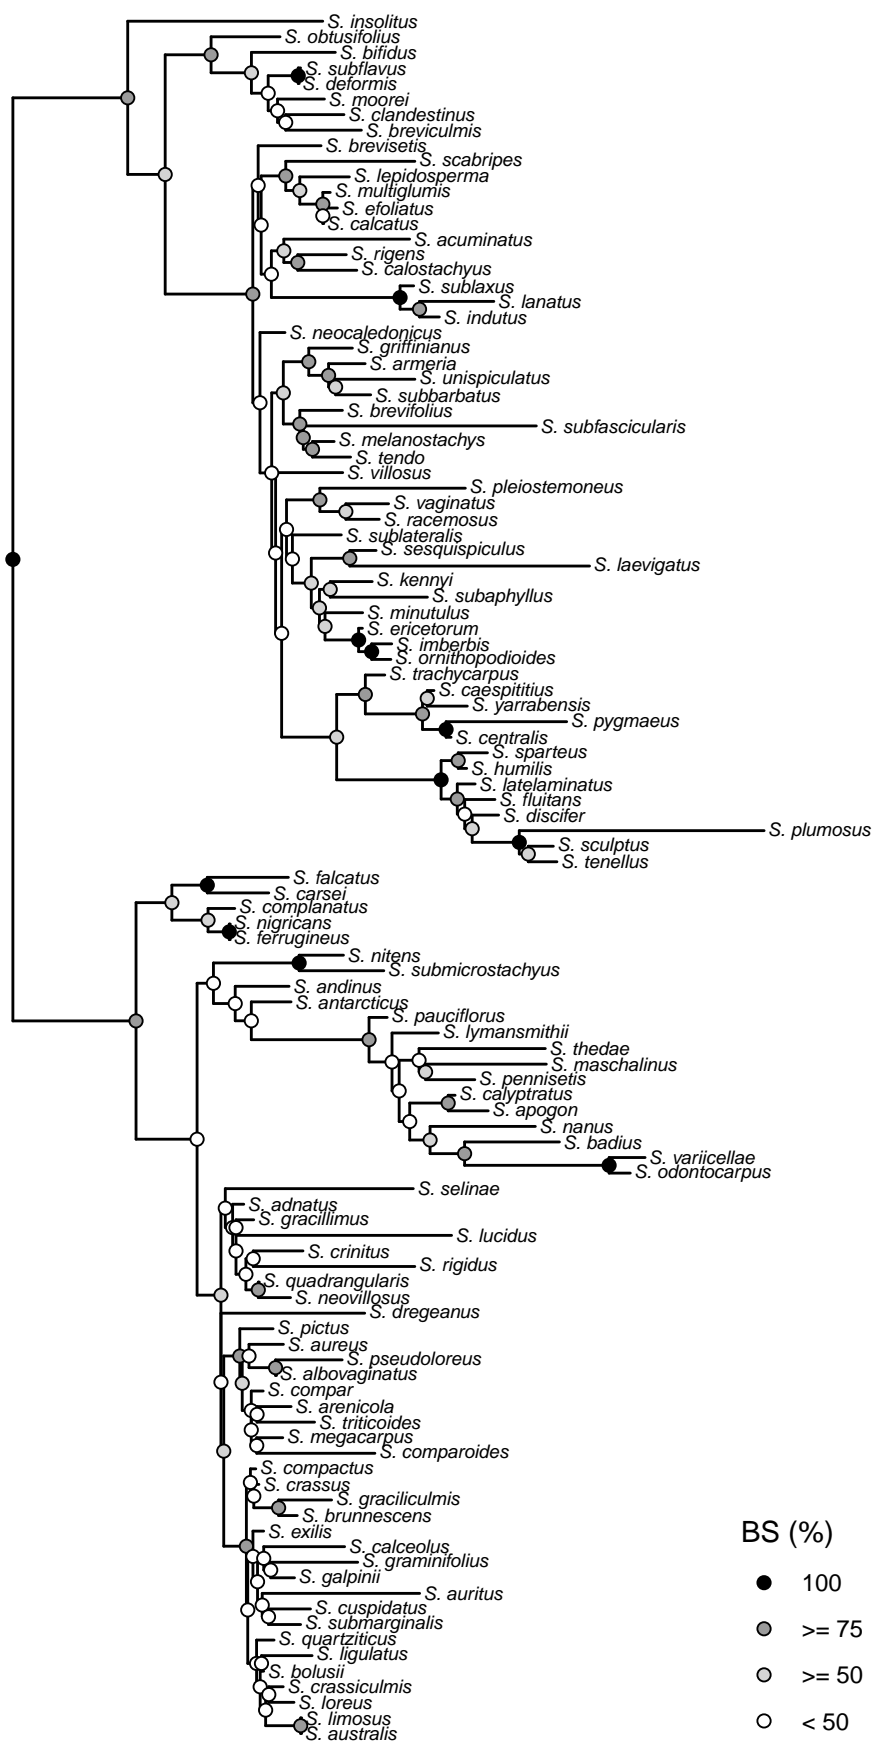 S. insolitus
S. obtusifolius
S. bifidus
S. subflavus
S. deformis
S. moorei
S. clandestinus
S. breviculmis
S. brevisetis
S. scabripes
S. lepidosperma
S. multiglumis
S. efoliatus
S. calcatus
S. acuminatus
S. rigens
S. calostachyus
S. sublaxus
S. lanatus
S. indutus
S. neocaledonicus
S. griffinianus
S. armeria
S. unispiculatus
S. subbarbatus
S. brevifolius
S. subfascicularis
S. melanostachys
S. tendo
S. villosus
S. pleiostemoneus
S. vaginatus
S. racemosus
S. sublateralis
S. sesquispiculus
S. laevigatus
S. kennyi
S. subaphyllus
S. minutulus
S. ericetorum
S. imberbis
S. ornithopodioides
S. trachycarpus
S. caespititius
S. yarrabensis
S. pygmaeus
S. centralis
S. sparteus
S. humilis
S. latelaminatus
S. fluitans
S. discifer
S. plumosus
S. sculptus
S. tenellus
S. falcatus
S. carsei
S. complanatus
S. nigricans
S. ferrugineus
S. nitens
S. submicrostachyus
S. andinus
S. antarcticus
S. pauciflorus
S. lymansmithii
S. thedae
S. maschalinus
S. pennisetis
S. calyptratus
S. apogon
S. nanus
S. badius
S. variicellae
S. odontocarpus
S. selinae
S. adnatus
S. gracillimus
S. lucidus
S. crinitus
S. rigidus
S. quadrangularis
S. neovillosus
S. dregeanus
S. pictus
S. aureus
S. pseudoloreus
S. albovaginatus
S. compar
S. arenicola
S. triticoides
S. megacarpus
S. comparoides
S. compactus
S. crassus
S. graciliculmis
S. brunnescens
S. exilis
S. calceolus
S. graminifolius
S. galpinii
S. auritus
S. cuspidatus
S. submarginalis
S. quartziticus
S. ligulatus
S. bolusii
S. crassiculmis
S. loreus
S. limosus
S. australis
BS (%)
100
>= 75
>= 50
< 50